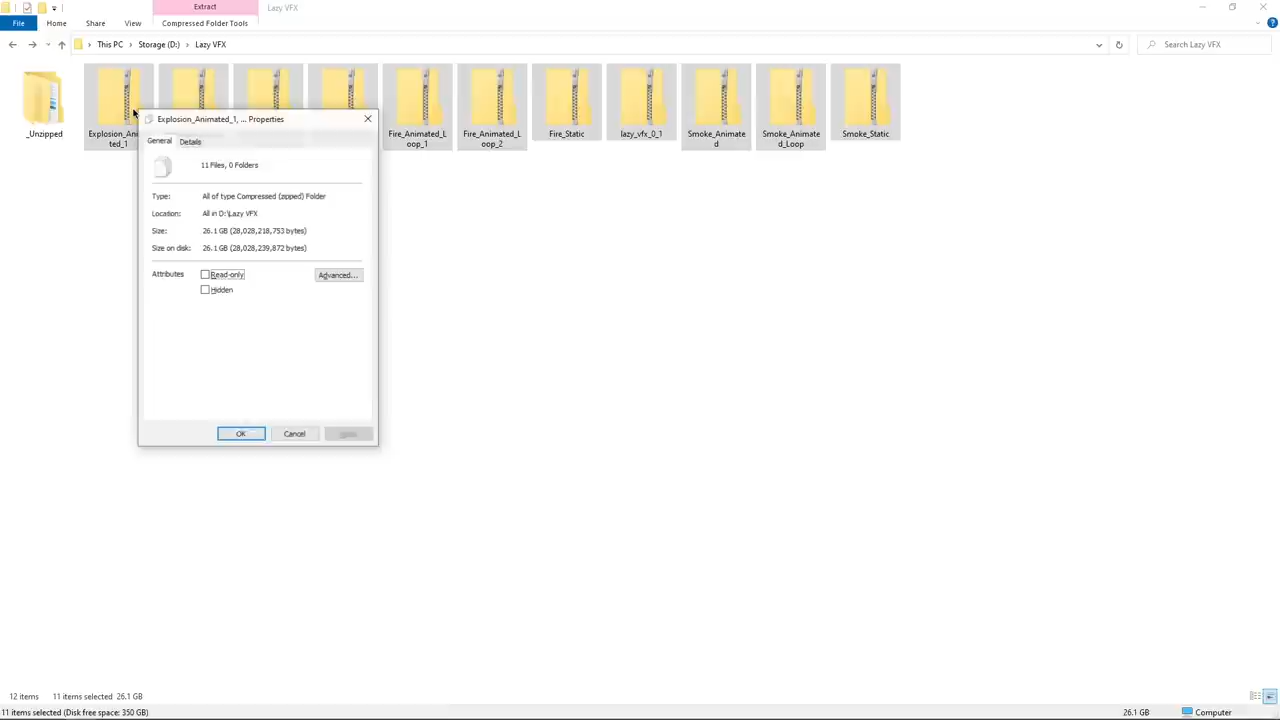 Extract
Lazy VFX
File
Home
Share
View
Compressed Folder Tools
This PC
Storage (D:)
Lazy VFX
Search Lazy VFX
_Unzipped
Explosion_Ani
ted_1
Fire_Animated_L
oop_1
Fire_Animated_L
oop_2
Fire_Static
lazy_vfx_0_1
Smoke_Animate
d
Smoke_Animate
d_Loop
Smoke_Static
Explosion_Animated_1, ... Properties
General
Details
11 Files, 0 Folders
Type:
All of type Compressed (zipped) Folder
Location:
All in D:\Lazy VFX
Size:
26.1 GB (28,028,218,753 bytes)
Size on disk:
26.1 GB (28,028,239,872 bytes)
Attributes
Read-only
Advanced...
Hidden
OK
Cancel
12 items
11 items selected 26.1 GB
11 items selected (Disk free space: 350 GB)
26.1 GB
Computer